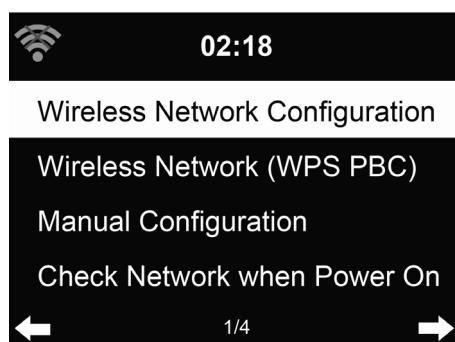 02:18
Wireless Network Configuration
Wireless Network (WPS PBC)
Manual Configuration
Check Network when Power On
1/4